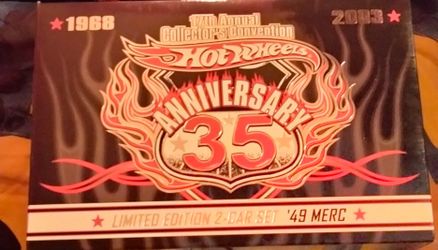 ★ 1968
17th Annual
Collector's Convention
2003 ★
Hot Wheels
ANNIVERSARY
35
★ LIMITED EDITION 2-CAR SET '49 MERC ★